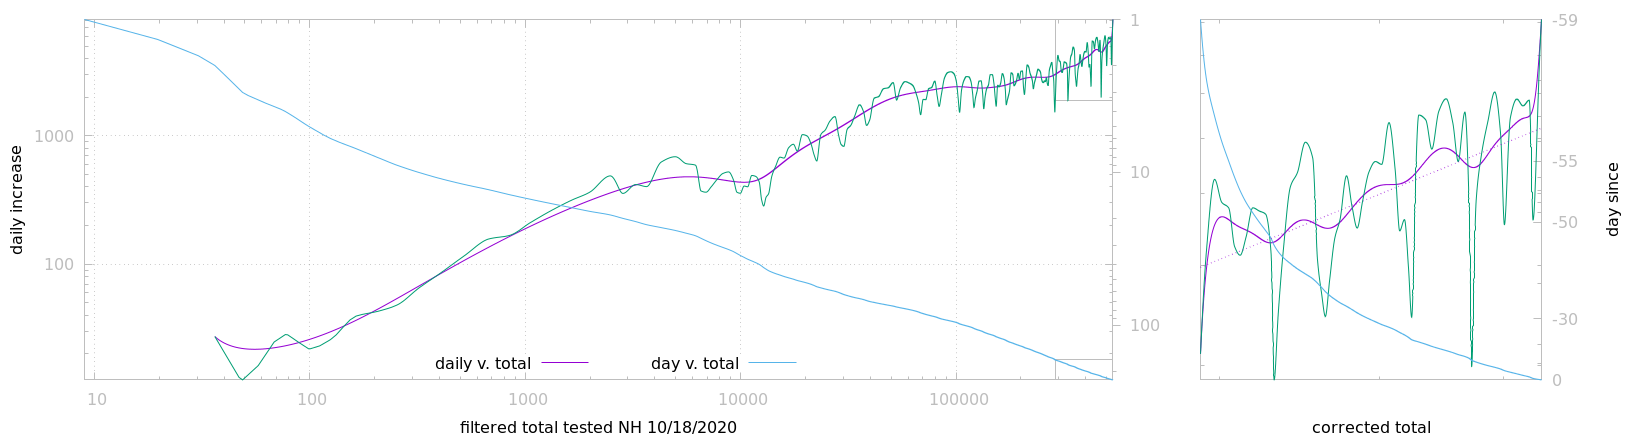 1
-59
1000
10
-55
daily increase
day since
-50
100
100
-30
daily v. total
day v. total
0
10
100
1000
10000
100000
filtered total tested NH 10/18/2020
corrected total